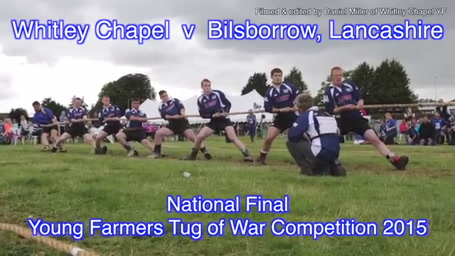 Filmed & edited by Daniel Miller of Whitley Chapel YF
Whitley Chapel v Bilsborrow, Lancashire
National Final
Young Farmers Tug of War Competition 2015